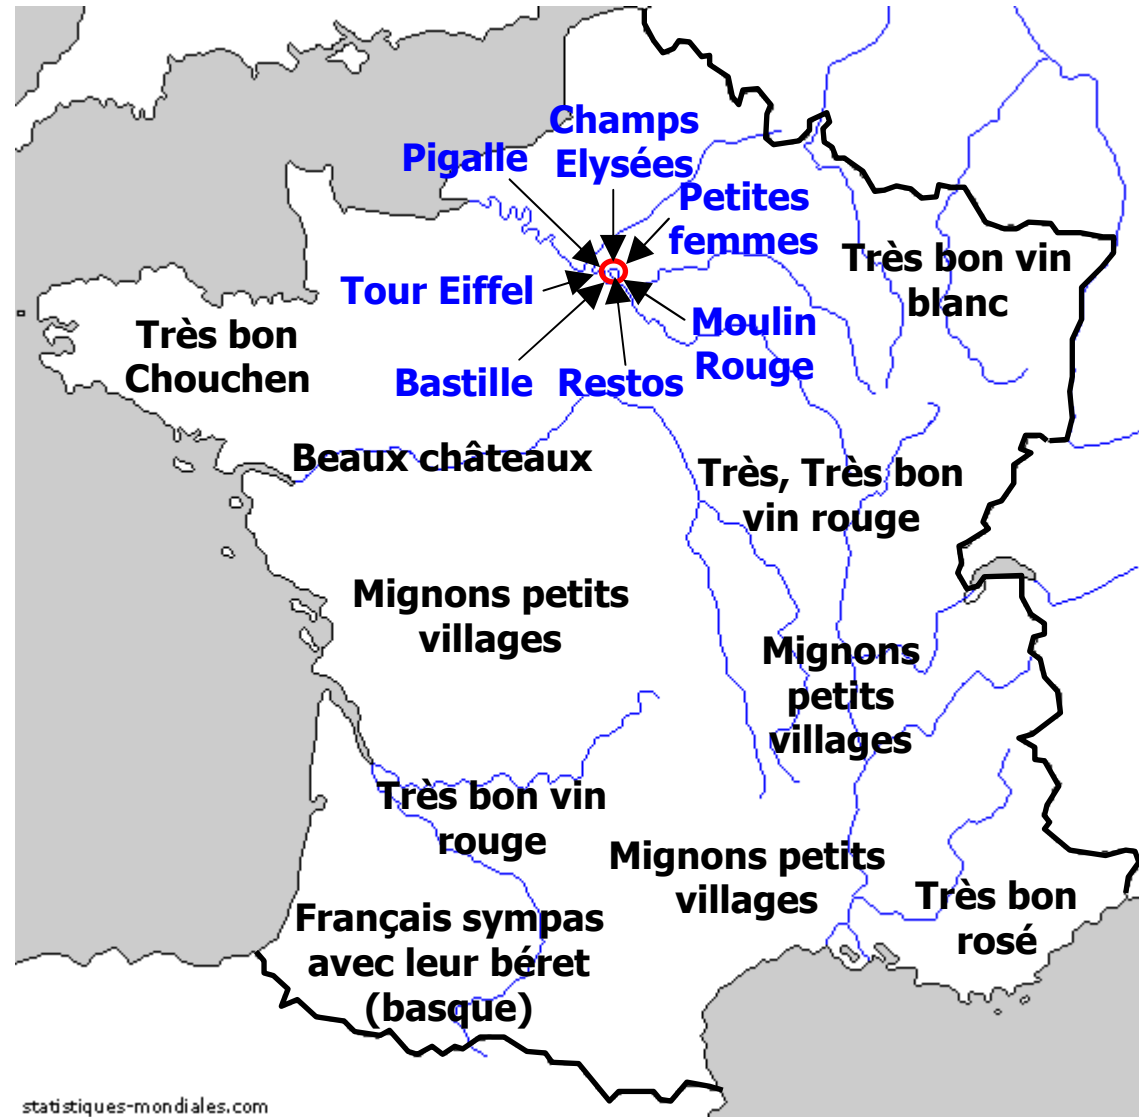 Champs
Elysées
Pigalle
Petites
femmes
Tour Eiffel
Moulin
Rouge
Bastille
Restos
Très bon vin
blanc
Très bon
Chouchen
Beaux châteaux
Très, Très bon
vin rouge
Mignons petits
villages
Mignons
petits
villages
Très bon vin
rouge
Mignons petits
villages
Très bon
rosé
Français sympas
avec leur béret
(basque)
statistiques-mondiales.com